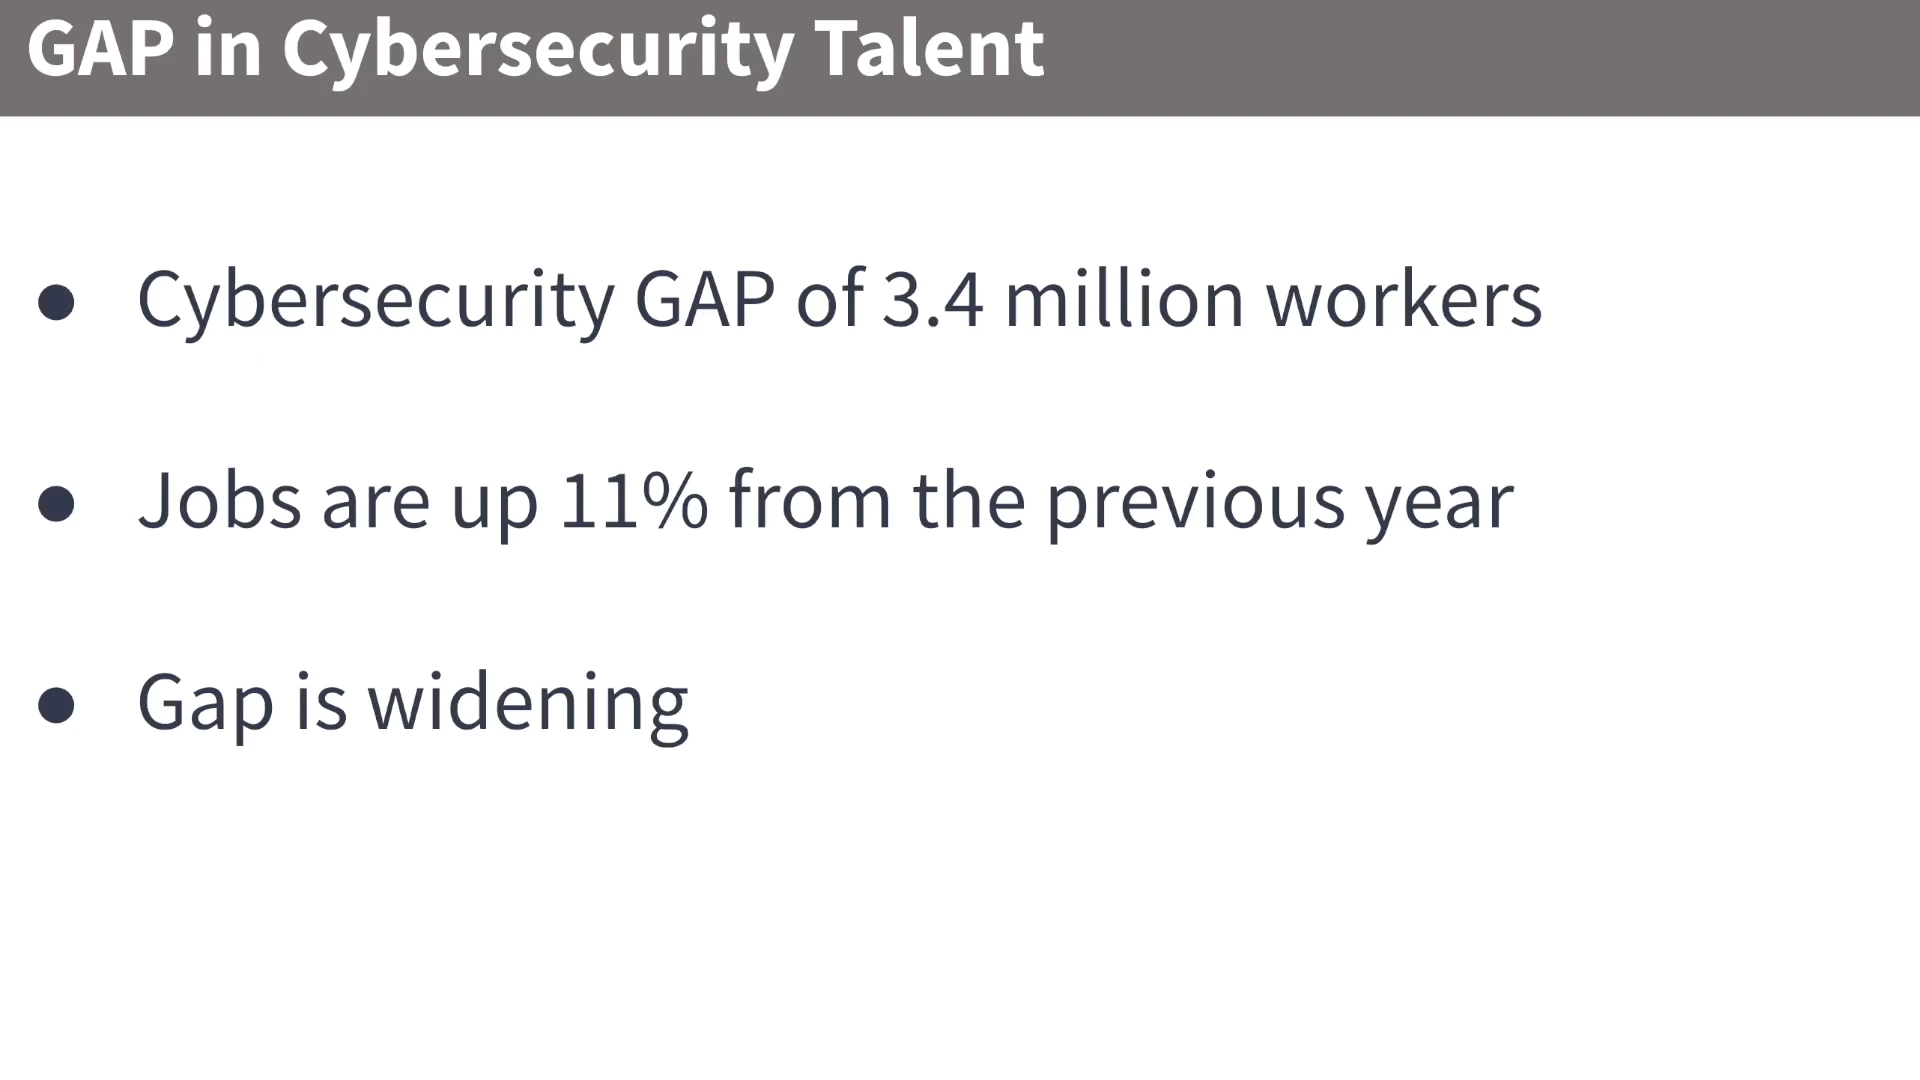 GAP in Cybersecurity Talent
● Cybersecurity GAP of 3.4 million workers
● Jobs are up 11% from the previous year
● Gap is widening